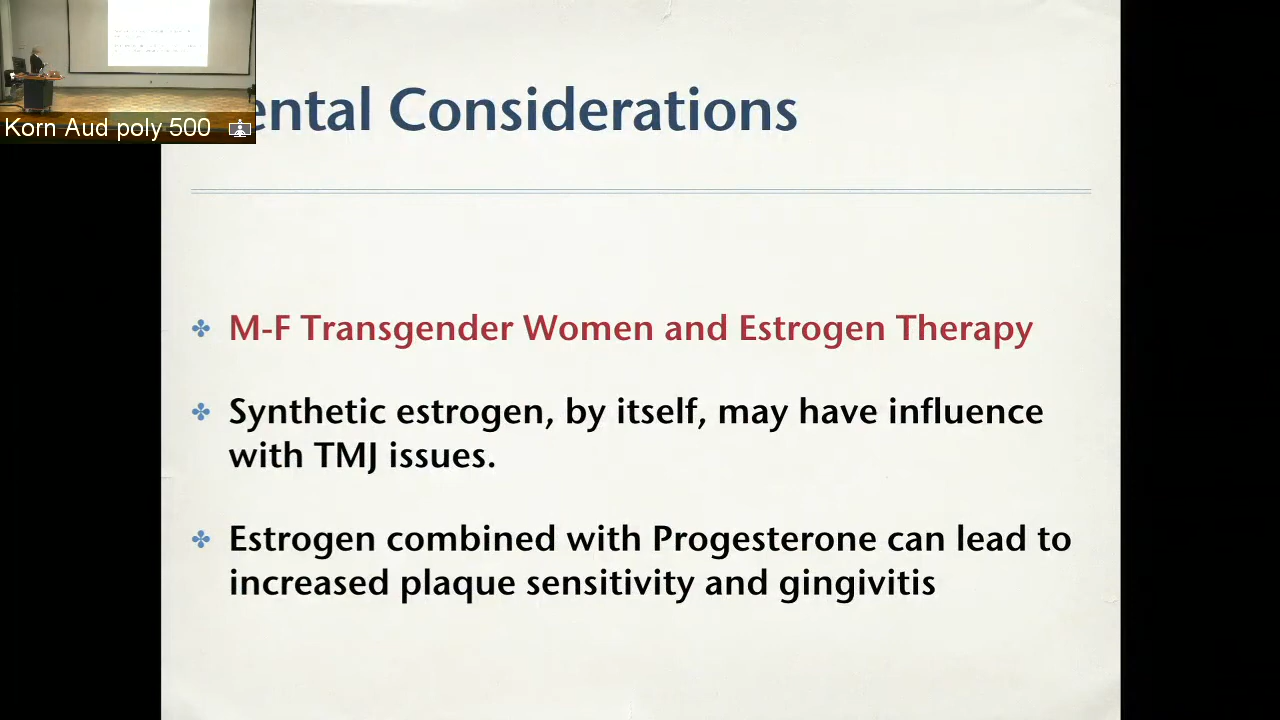 Korn Aud poly 500
ental Considerations
M-F Transgender Women and Estrogen Therapy
Synthetic estrogen, by itself, may have influence
with TMJ issues.
Estrogen combined with Progesterone can lead to
increased plaque sensitivity and gingivitis